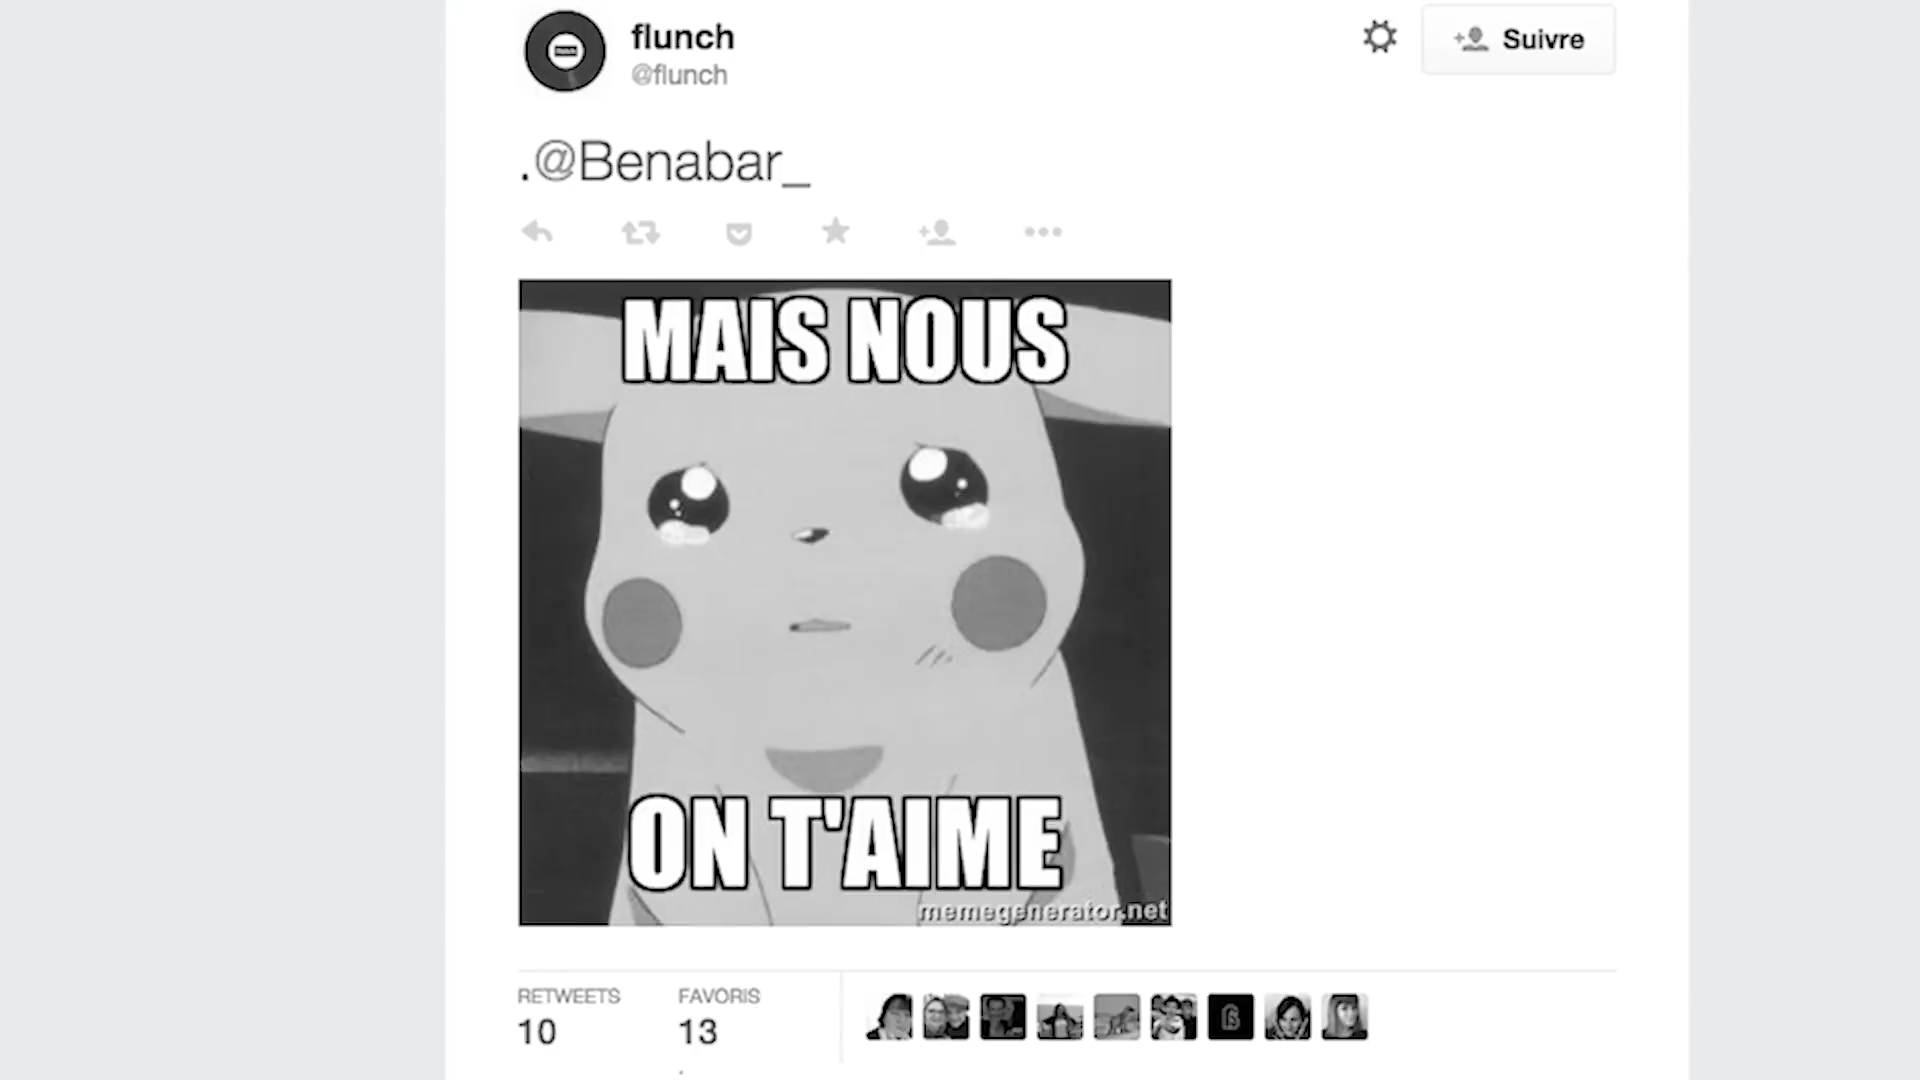 flunch
@flunch
Suivre
.@Benabar_
MAIS NOUS
ON T'AIME
memegenerator.net
RETWEETS
FAVORIS
10
13